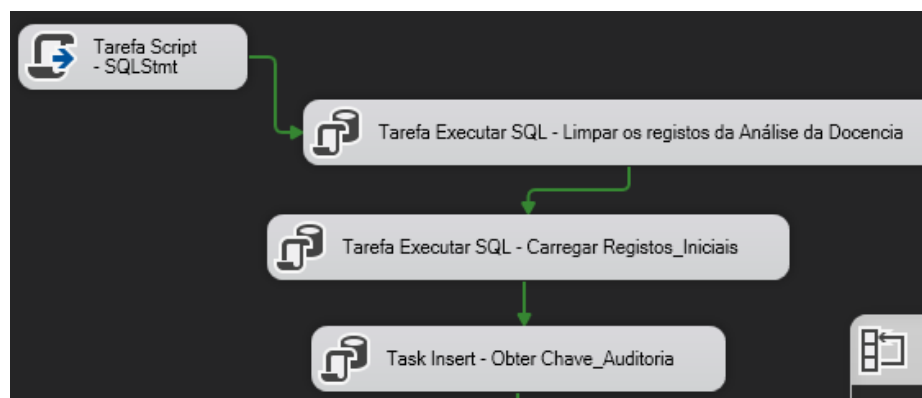 Tarefa Script
- SQLStmt
Tarefa Executar SQL - Limpar os registos da Análise da Docencia
Tarefa Executar SQL - Carregar Registos_Iniciais
Task Insert - Obter Chave_Auditoria